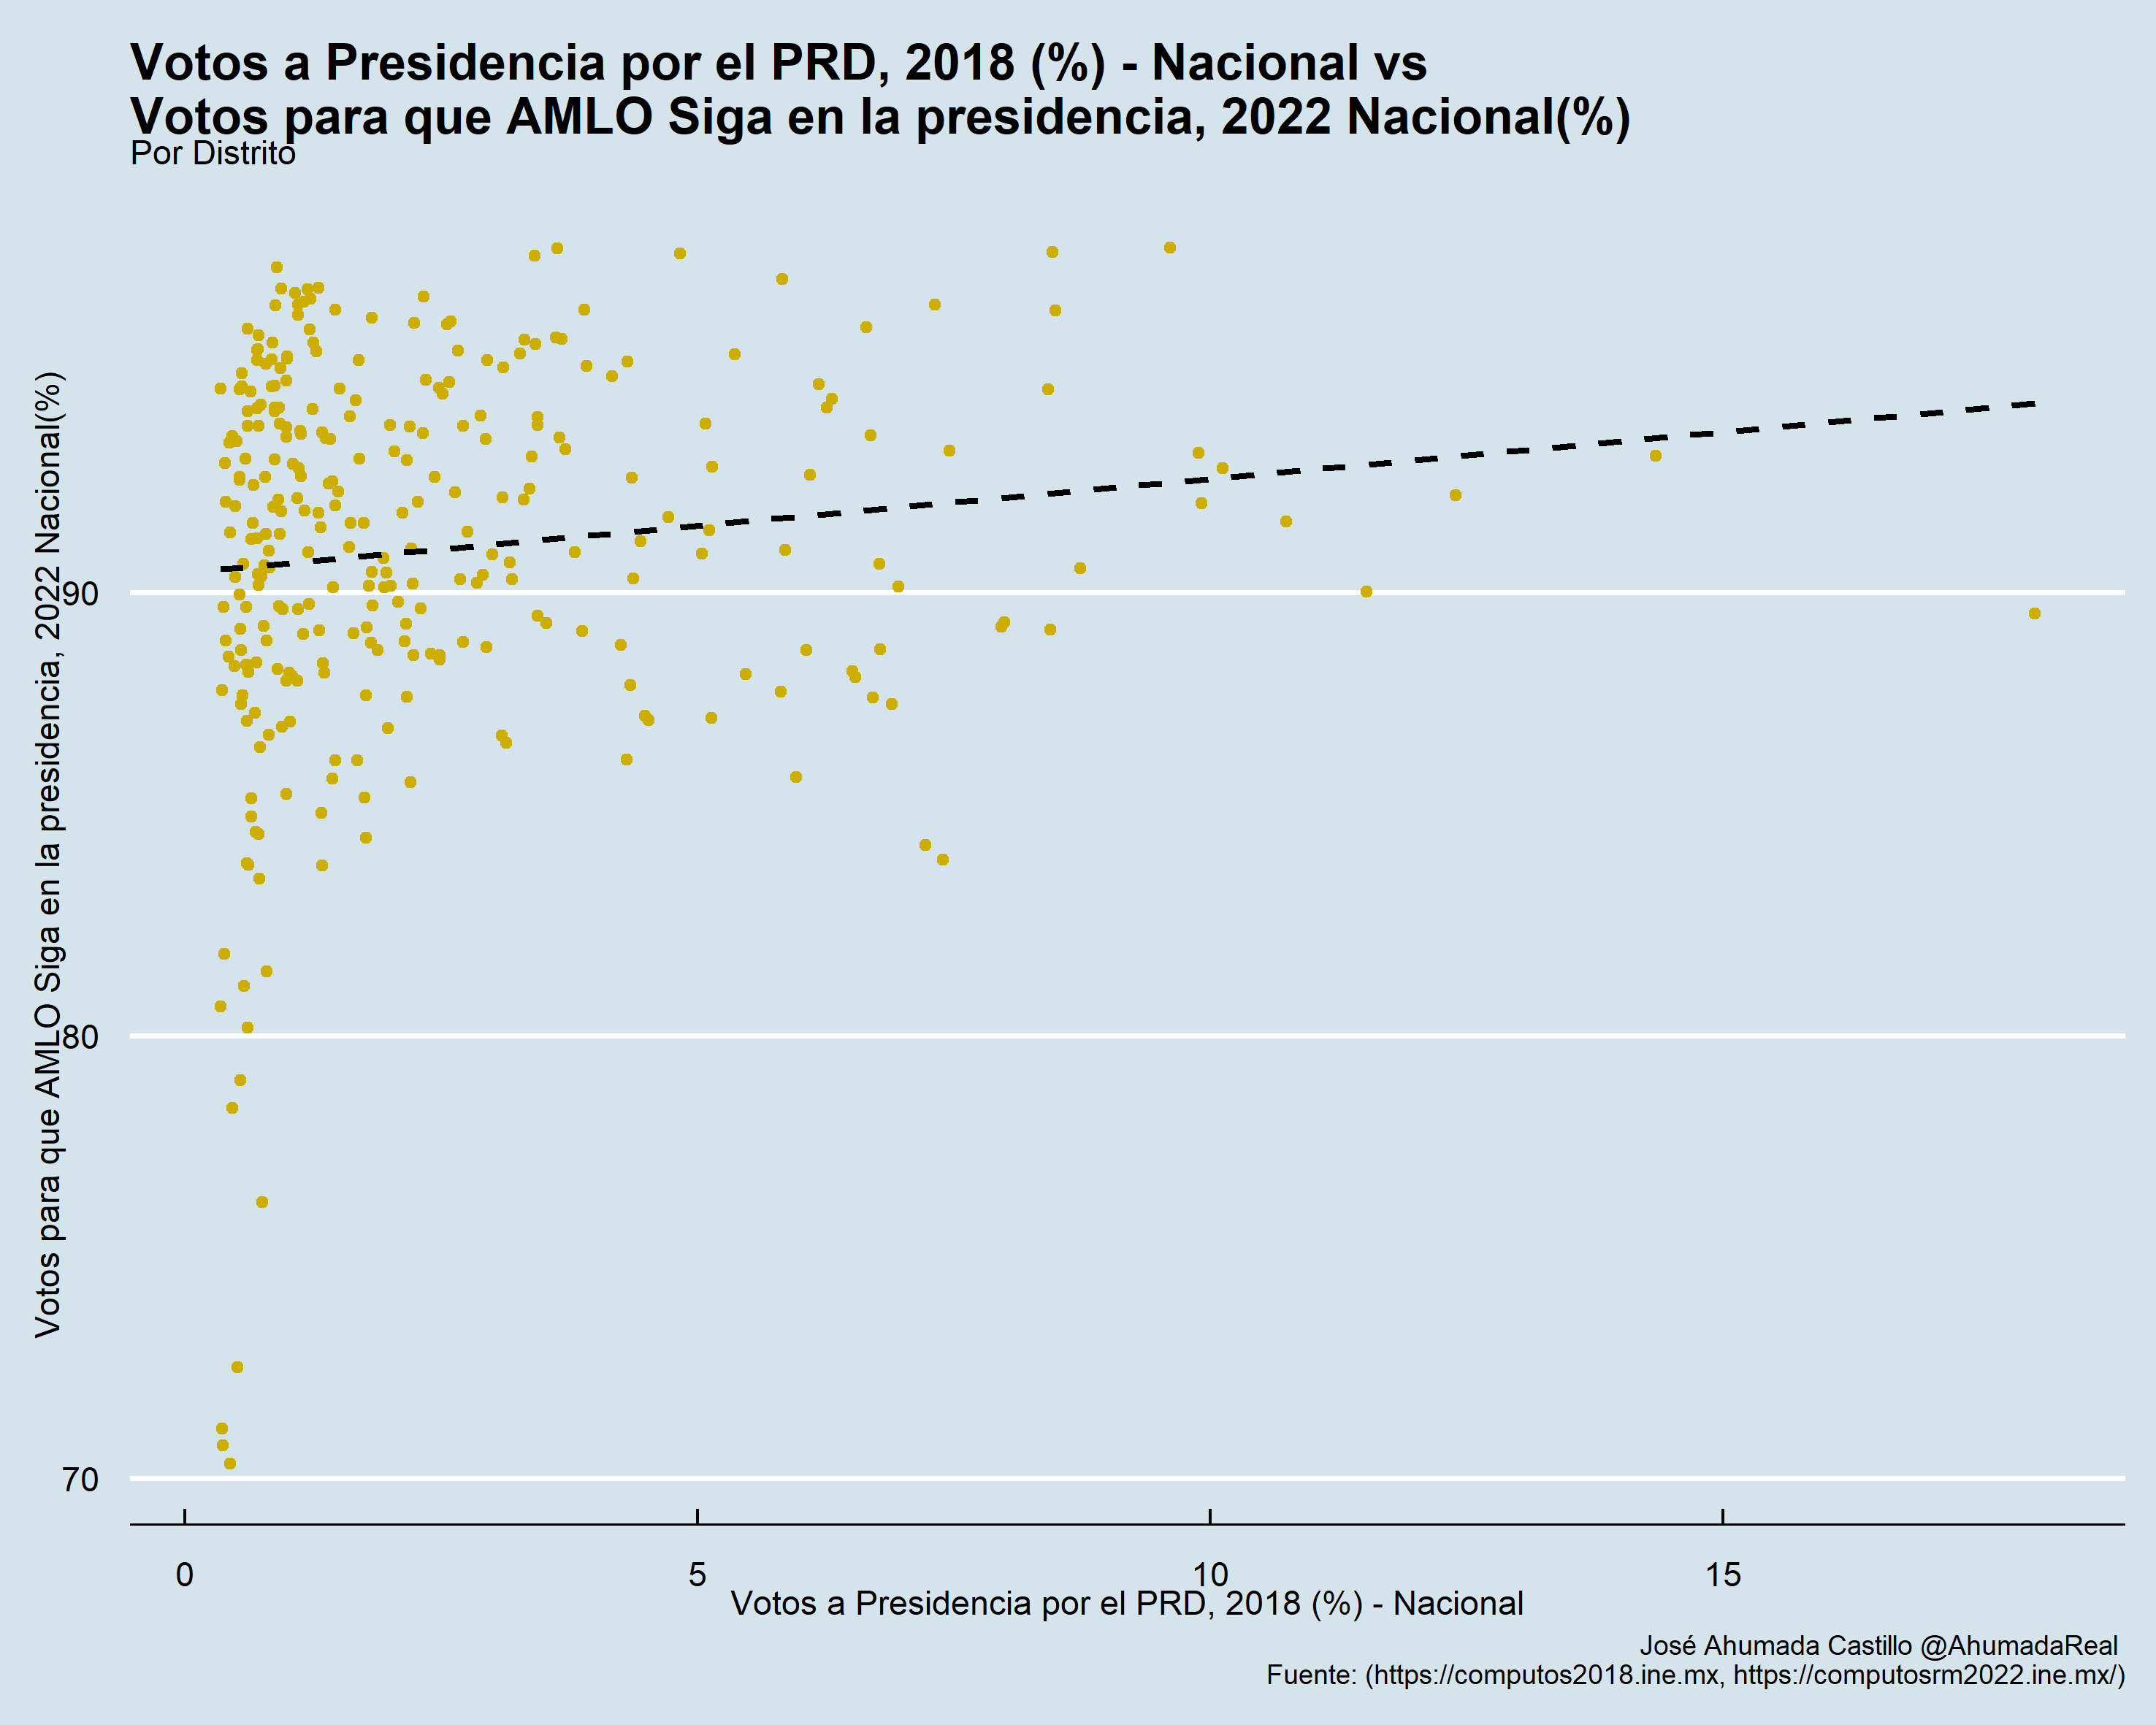 Votos a Presidencia por el PRD, 2018 (%) - Nacional vs
Votos para que AMLO Siga en la presidencia, 2022 Nacional(%)
Por Distrito
Votos para que AMLO Siga en la presidencia, 2022 Nacional(%)
90
80
70
0 5 10 15
Votos a Presidencia por el PRD, 2018 (%) - Nacional
José Ahumada Castillo @AhumadaReal
Fuente: (https://computos2018.ine.mx, https://computosrm2022.ine.mx/)